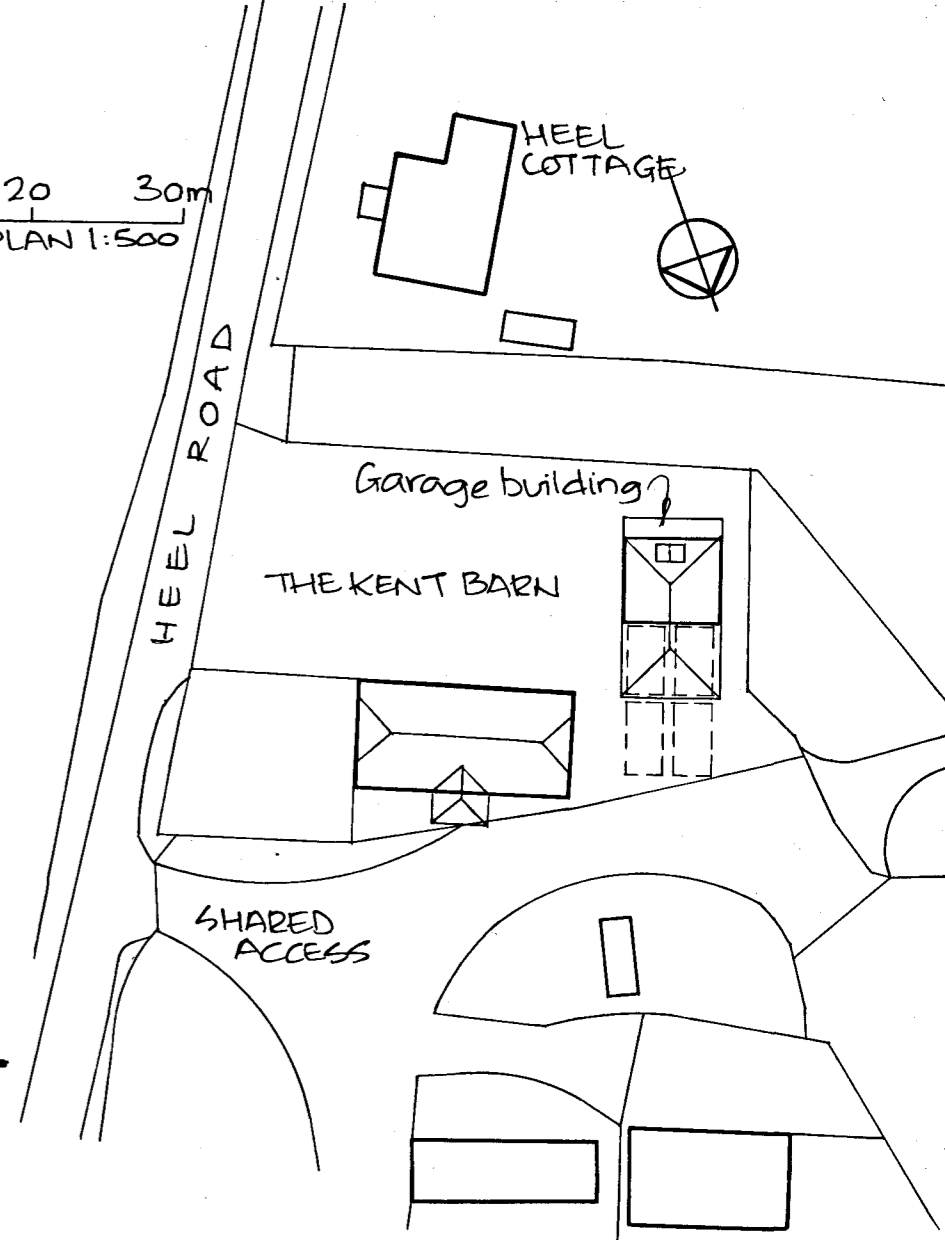 HEEL
COTTAGE
20 30m
PLAN 1:500
HEEL ROAD
Garage building
THE KENT BARN
SHARED
ACCESS